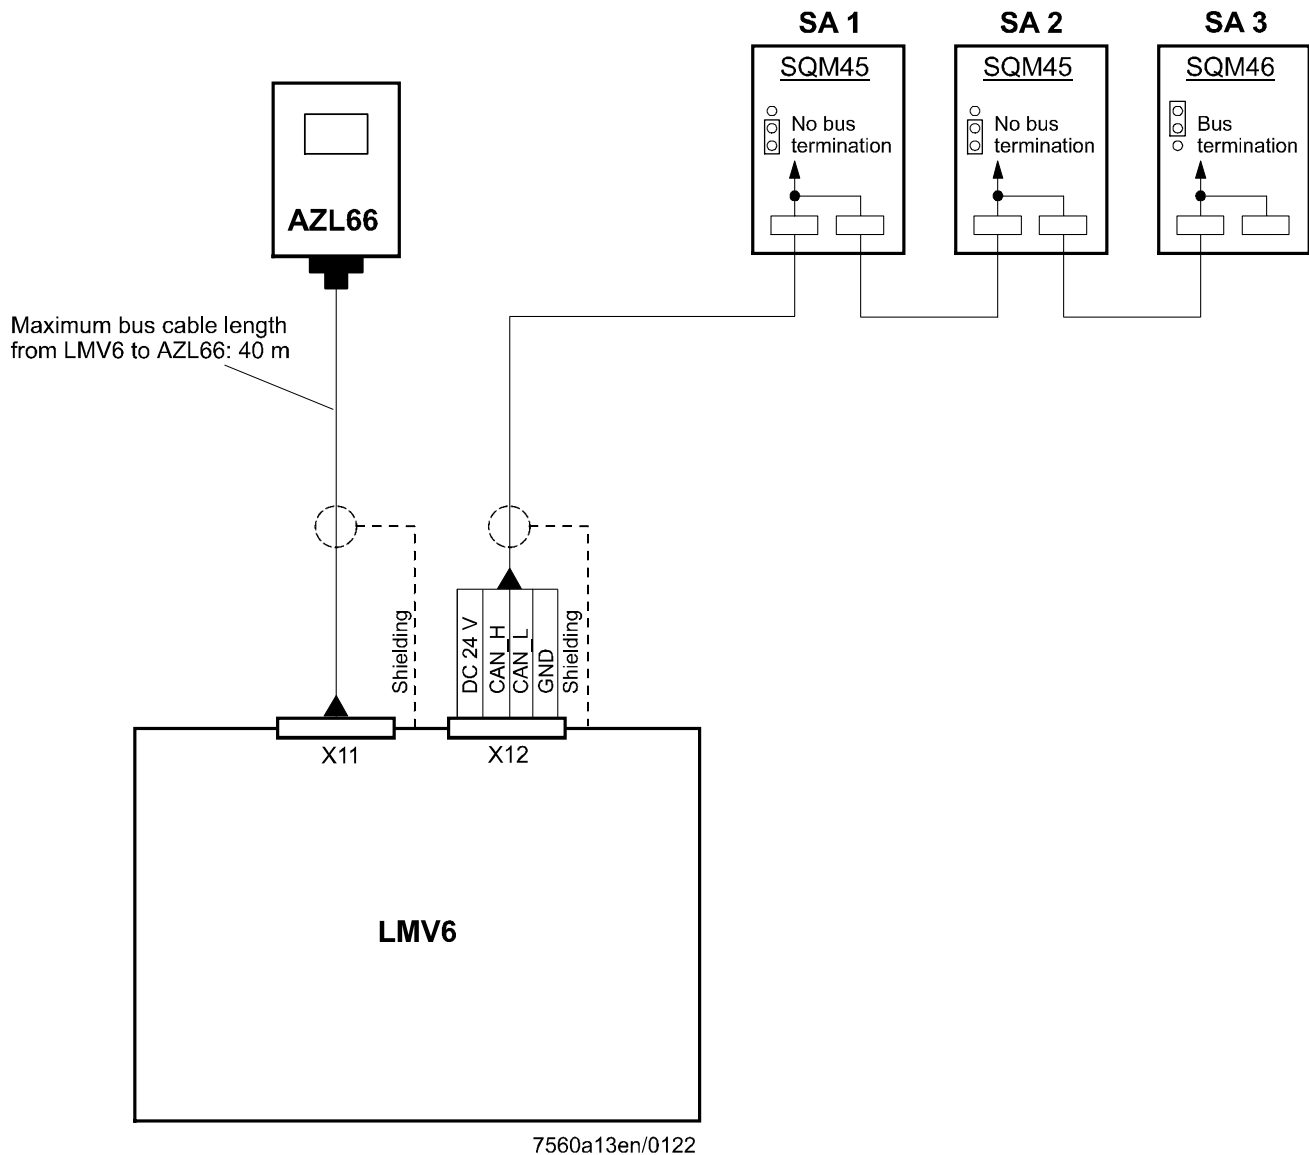 SA 1
SA 2
SA 3
SQM45
SQM45
SQM46
No bus
termination
No bus
termination
Bus
termination
AZL66
Maximum bus cable length
from LMV6 to AZL66: 40 m
Shielding
DC 24 V
CAN_H
CAN_L
GND
Shielding
X11
X12
LMV6
7560a13en/0122